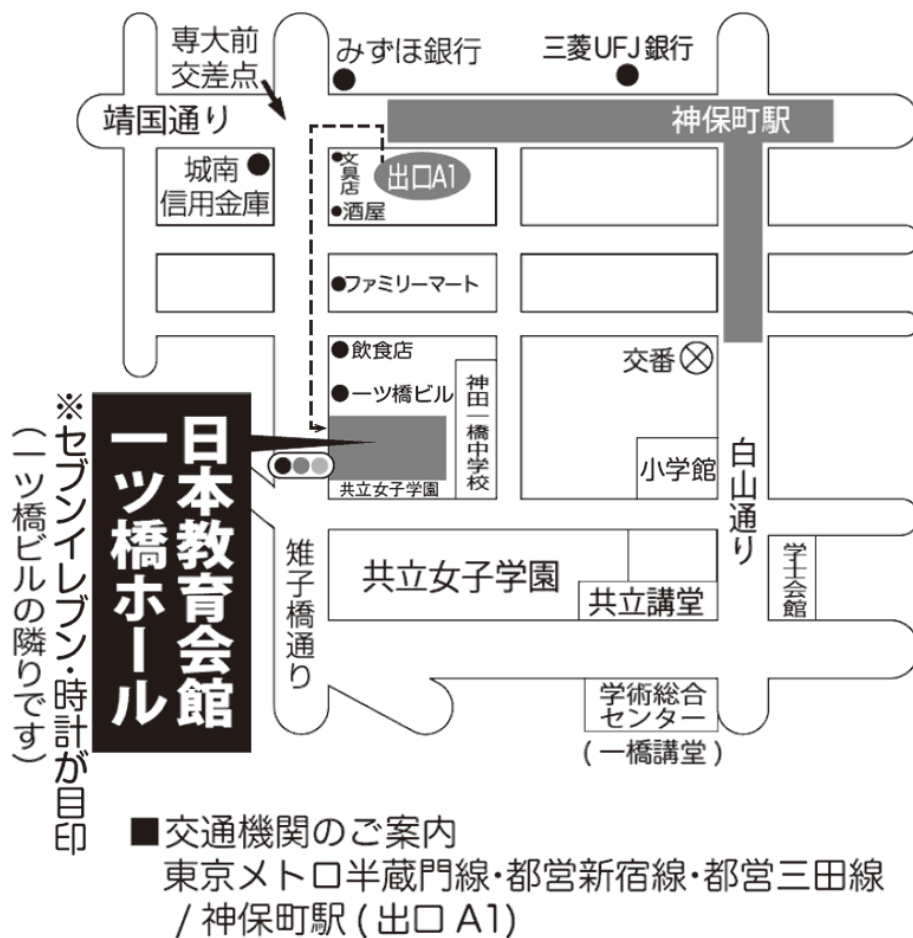 専大前
交差点
みずほ銀行
三菱UFJ銀行
靖国通り
神保町駅
城南
信用金庫
文具店
出口A1
酒屋
ファミリーマート
飲食店
一ツ橋ビル
神田一橋中学校
交番
小学館
白山通り
共立女子学園
日本教育会館
一ツ橋ホール
※セブンイレブン・時計が目印
(一ツ橋ビルの隣りです)
雉子橋通り
共立女子学園
共立講堂
学士会館
学術総合
センター
(一橋講堂)
■交通機関のご案内
東京メトロ半蔵門線・都営新宿線・都営三田線
/ 神保町駅 (出口 A1)